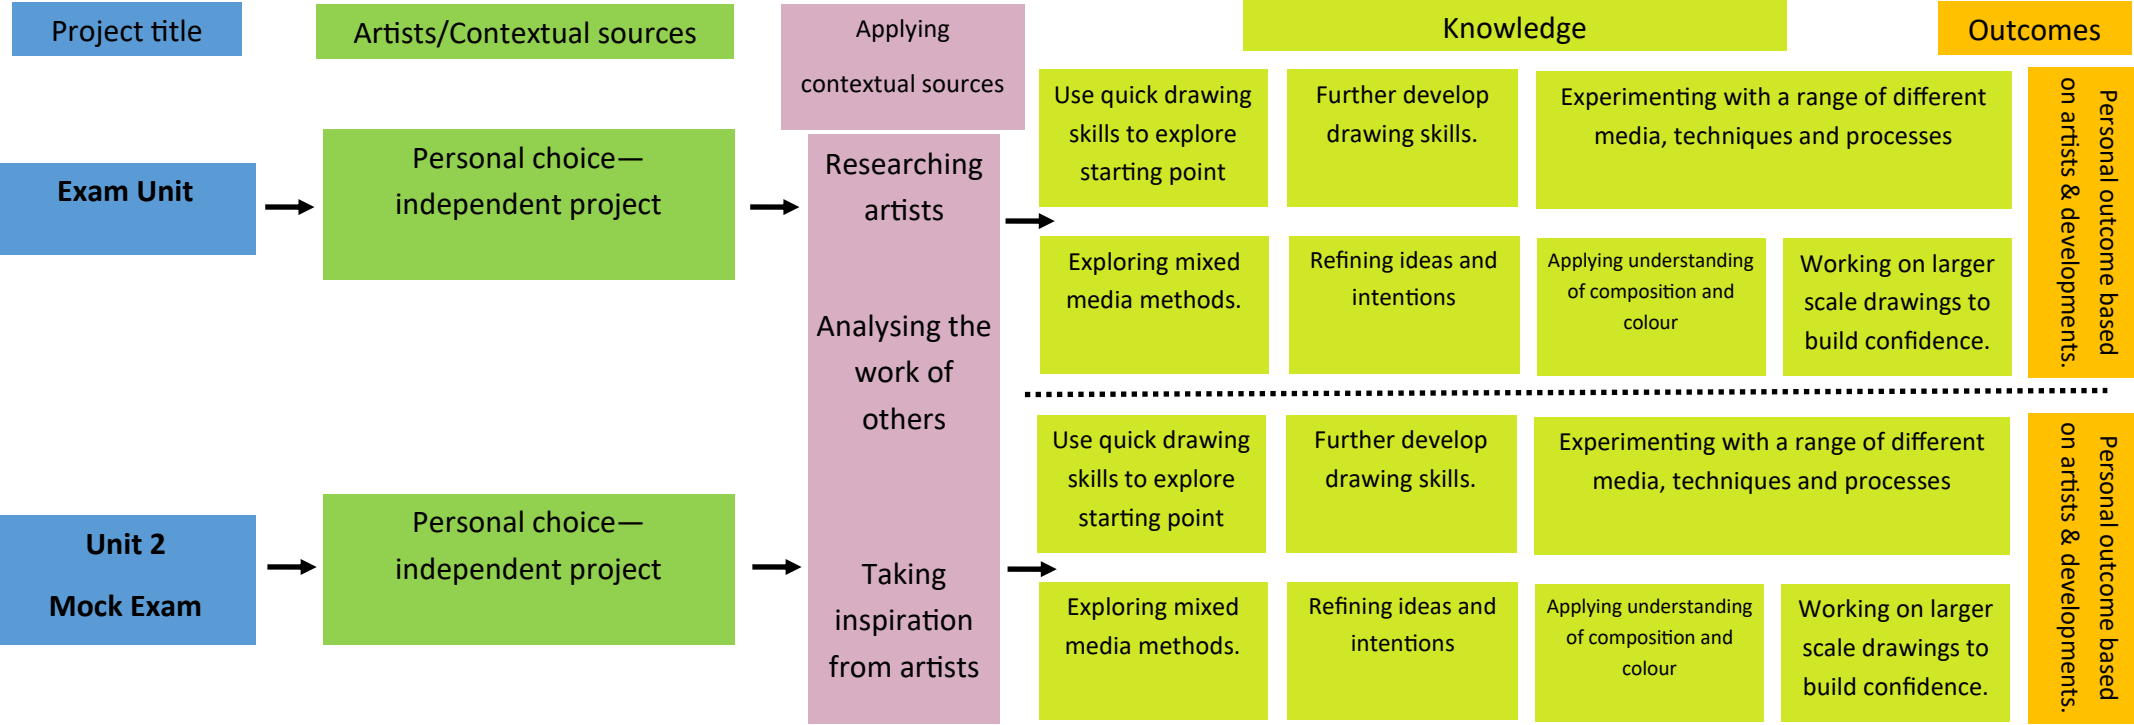 Project title
Artists/Contextual sources
Applying
contextual sources
Knowledge
Outcomes
Exam Unit
Personal choice—
independent project
Researching
artists
Analysing the
work of
others
Taking
inspiration
from artists
Use quick drawing
skills to explore
starting point
Further develop
drawing skills.
Experimenting with a range of different
media, techniques and processes
Exploring mixed
media methods.
Refining ideas and
intentions
Applying understanding
of composition and
colour
Working on larger
scale drawings to
build confidence.
Personal outcome based
on artists & developments.
Unit 2
Mock Exam
Personal choice—
independent project
Use quick drawing
skills to explore
starting point
Further develop
drawing skills.
Experimenting with a range of different
media, techniques and processes
Exploring mixed
media methods.
Refining ideas and
intentions
Applying understanding
of composition and
colour
Working on larger
scale drawings to
build confidence.
Personal outcome based
on artists & developments.